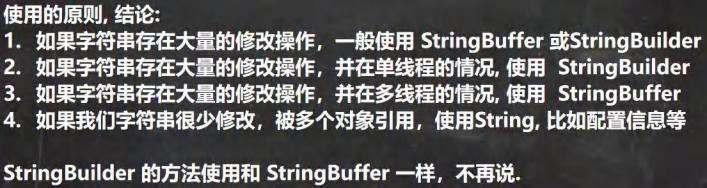 使用的原则, 结论:
1. 如果字符串存在大量的修改操作，一般使用 StringBuffer 或StringBuilder
2. 如果字符串存在大量的修改操作，并在单线程的情况, 使用 StringBuilder
3. 如果字符串存在大量的修改操作，并在多线程的情况, 使用 StringBuffer
4. 如果我们字符串很少修改，被多个对象引用，使用String, 比如配置信息等
StringBuilder 的方法使用和 StringBuffer 一样，不再说.